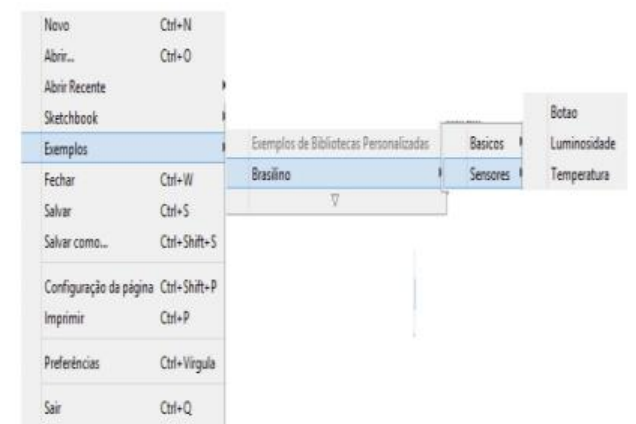 Novo Ctrl+N
Abrir... Ctrl+O
Abrir Recente
Sketchbook
Exemplos
Fechar Ctrl+W
Salvar Ctrl+S
Salvar como... Ctrl+Shift+S
Configuração da página Ctrl+Shift+P
Imprimir Ctrl+P
Preferências Ctrl+Virgula
Sair Ctrl+Q
Exemplos de Bibliotecas Personalizadas
Brasilino
Basicos
Sensores
Botao
Luminosidade
Temperatura